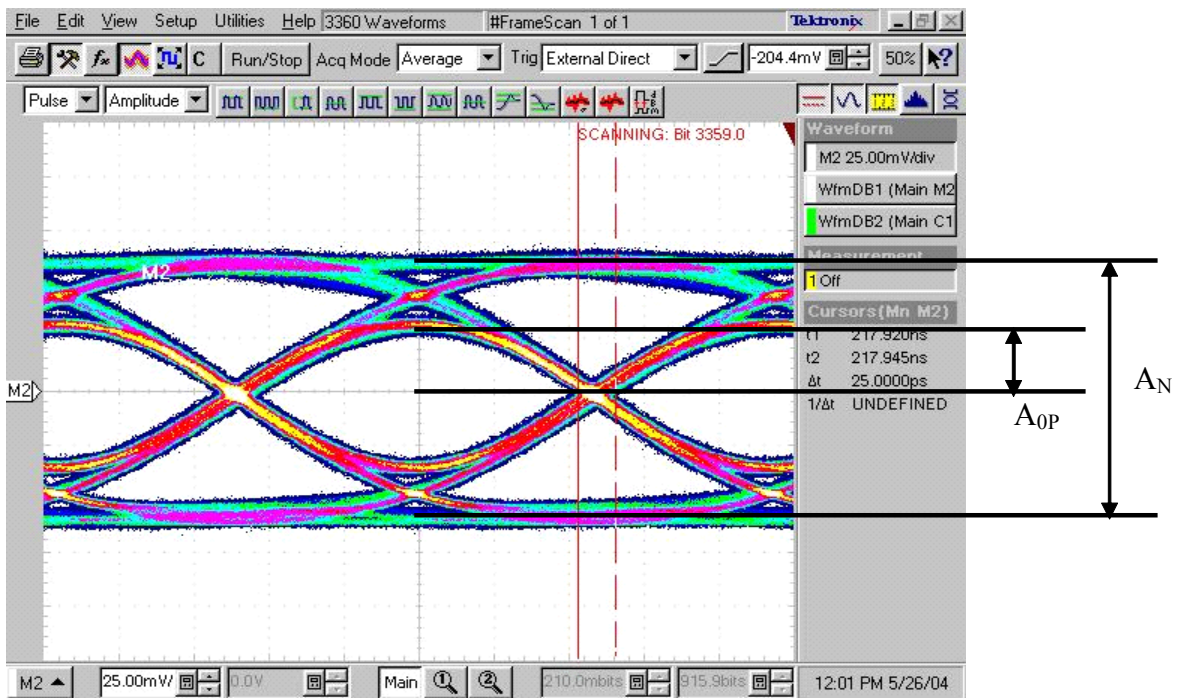 File Edit View Setup Utilities Help 3360 Waveforms #FrameScan 1 of 1 Tektronix
C Run/Stop Acq Mode Average Trig External Direct -204.4mV 50%
Pulse Amplitude
SCANNING: Bit 3359.0
Waveform
M2 25.00mV/div
WfmDB1 (Main M2
WfmDB2 (Main C1
Measurement
1 Off
Cursors (Mn M2)
t1 217.920ns
t2 217.945ns
Δt 25.0000ps
1/Δt UNDEFINED
M2
M2
A0P
AN
M2 25.00mV/ 0.0V Main 1 2 210.0mbits 915.9bits 12:01 PM 5/26/04